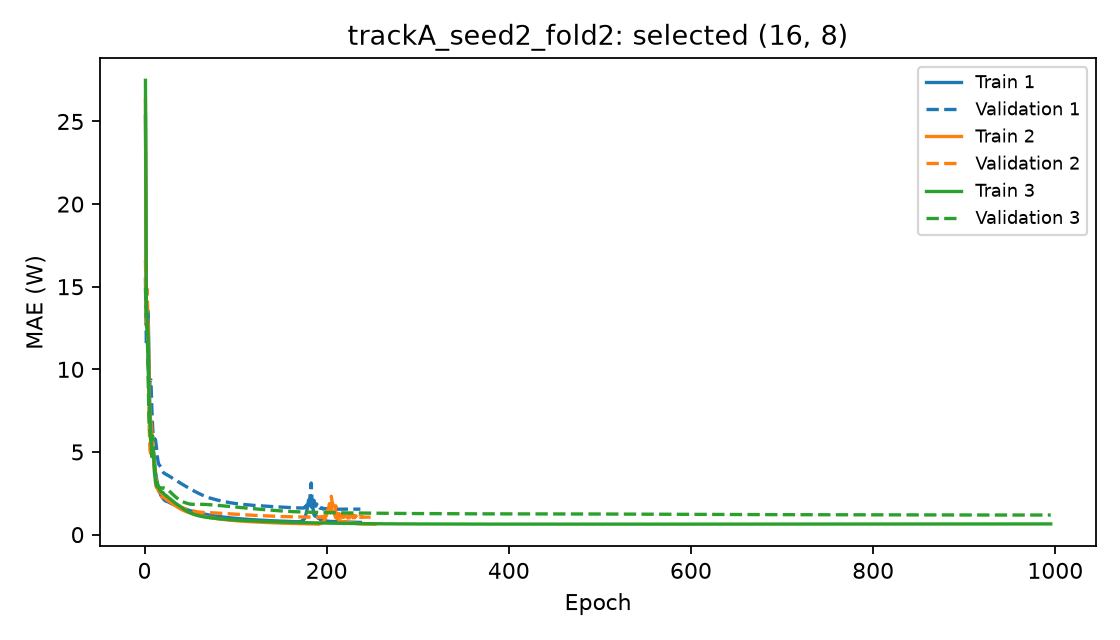 trackA_seed2_fold2: selected (16, 8)
Train 1
Validation 1
Train 2
Validation 2
Train 3
Validation 3
MAE (W)
25
20
15
10
5
0
0 200 400 600 800 1000
Epoch